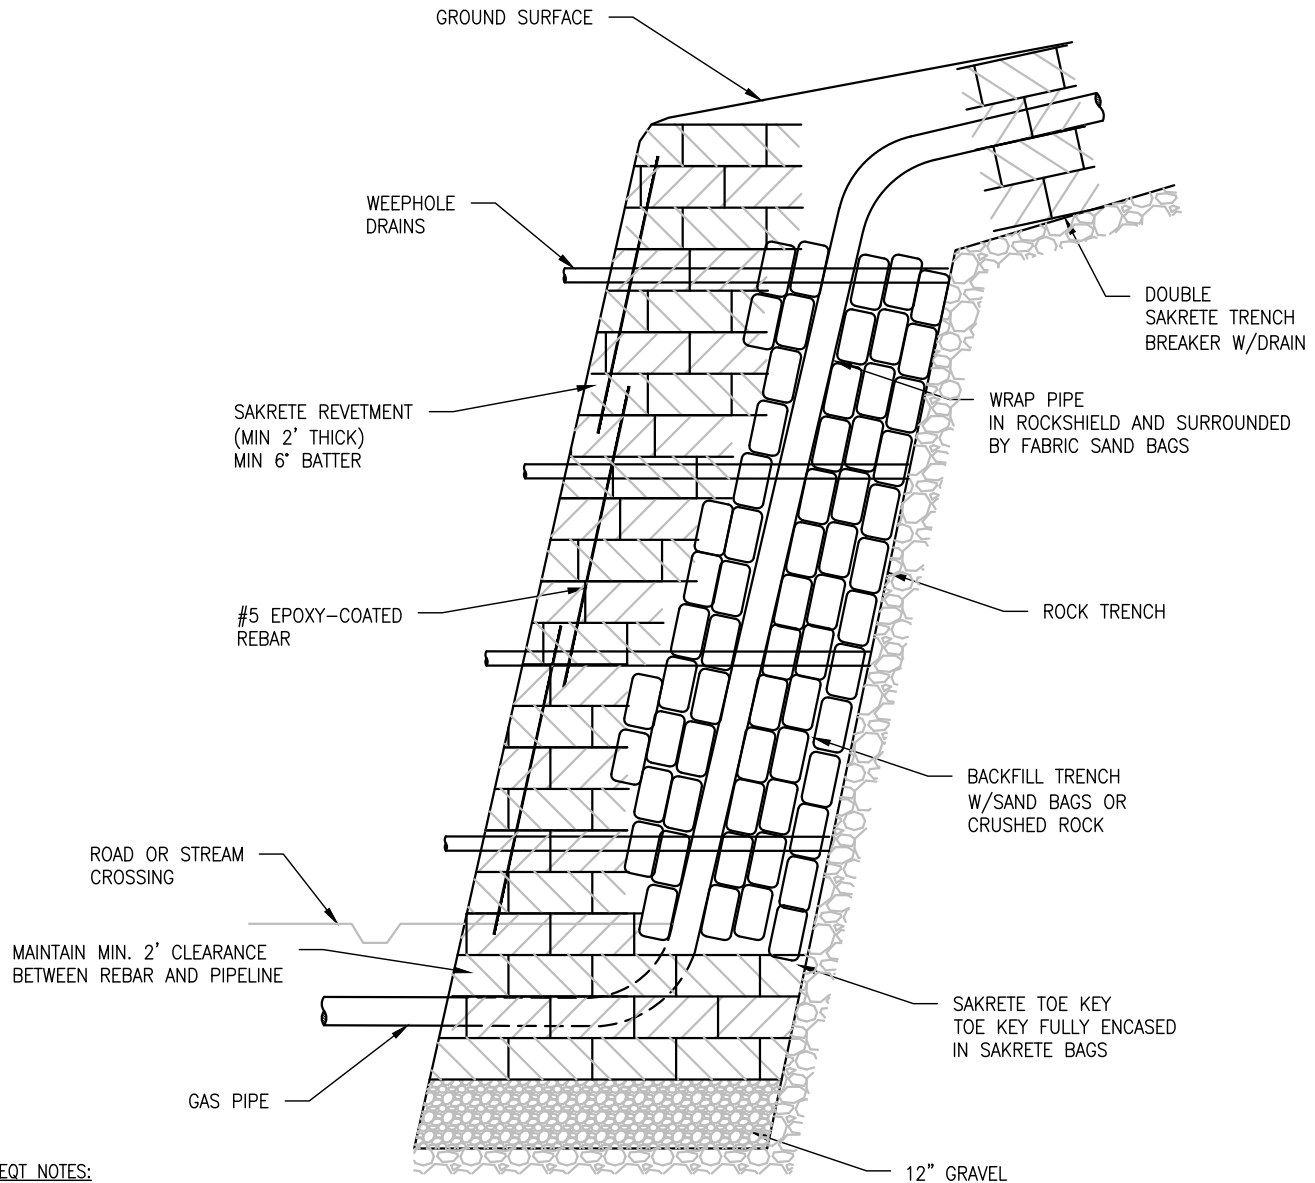 GROUND SURFACE
WEEPHOLE
DRAINS
DOUBLE
SAKRETE TRENCH
BREAKER W/DRAIN
WRAP PIPE
IN ROCKSHIELD AND SURROUNDED
BY FABRIC SAND BAGS
SAKRETE REVETMENT
(MIN 2' THICK)
MIN 6° BATTER
#5 EPOXY-COATED
REBAR
ROCK TRENCH
BACKFILL TRENCH
W/SAND BAGS OR
CRUSHED ROCK
ROAD OR STREAM
CROSSING
MAINTAIN MIN. 2' CLEARANCE
BETWEEN REBAR AND PIPELINE
SAKRETE TOE KEY
TOE KEY FULLY ENCASED
IN SAKRETE BAGS
GAS PIPE
12" GRAVEL
EQT NOTES: